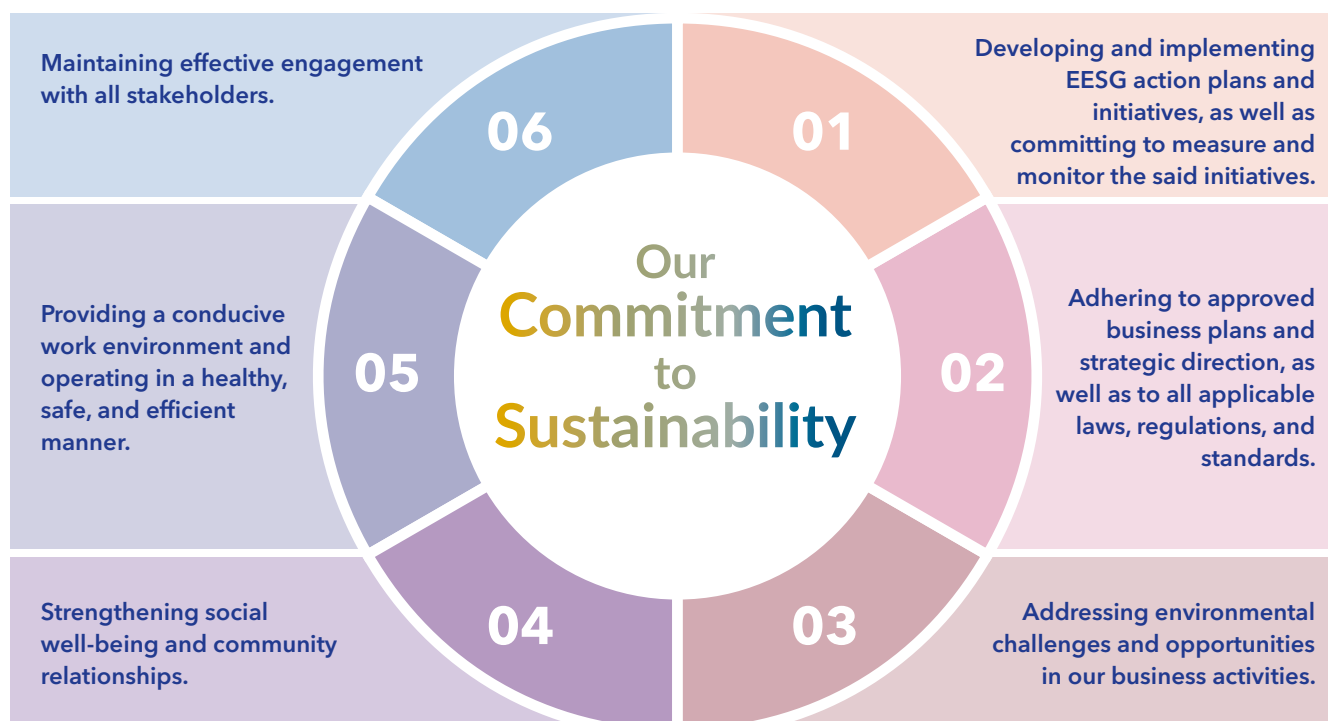 Our
Commitment
to
Sustainability
01
Developing and implementing
EESG action plans and
initiatives, as well as
committing to measure and
monitor the said initiatives.
02
Adhering to approved
business plans and
strategic direction, as
well as to all applicable
laws, regulations, and
standards.
03
Addressing environmental
challenges and opportunities
in our business activities.
04
Strengthening social
well-being and community
relationships.
05
Providing a conducive
work environment and
operating in a healthy,
safe, and efficient
manner.
06
Maintaining effective engagement
with all stakeholders.